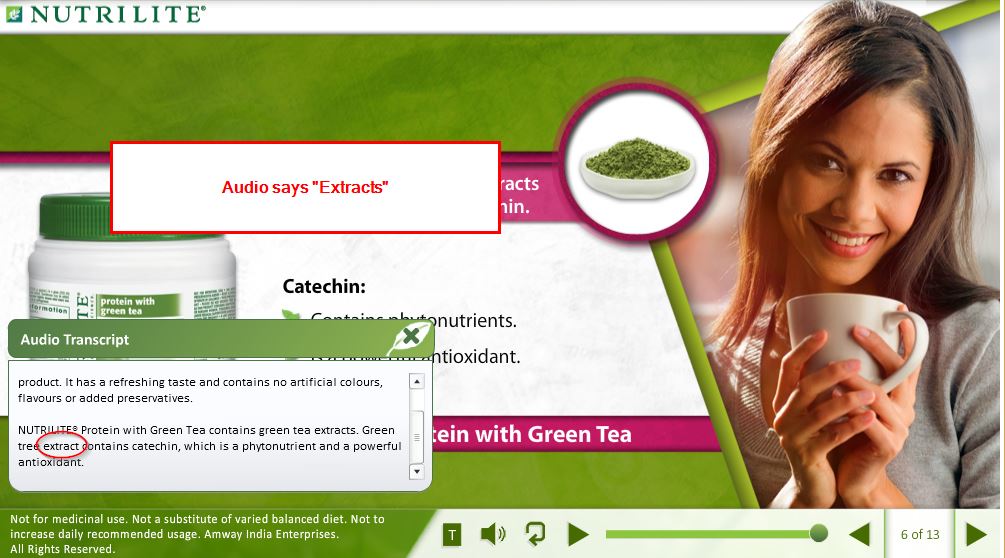 NUTRILITE®
Audio says "Extracts"
racts
in.
protein with
green tea
formation
Catechin:
Contains phytonutrients.
antioxidant.
Audio Transcript
product. It has a refreshing taste and contains no artificial colours,
flavours or added preservatives.
NUTRILITE® Protein with Green Tea contains green tea extracts. Green
tree extract contains catechin, which is a phytonutrient and a powerful
antioxidant.
tein with Green Tea
Not for medicinal use. Not a substitute of varied balanced diet. Not to
increase daily recommended usage. Amway India Enterprises.
All Rights Reserved.
T
6 of 13